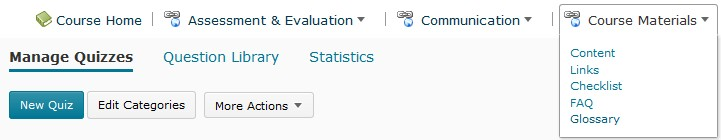 Course Home Assessment & Evaluation Communication Course Materials
Manage Quizzes Question Library Statistics
New Quiz Edit Categories More Actions
Content
Links
Checklist
FAQ
Glossary